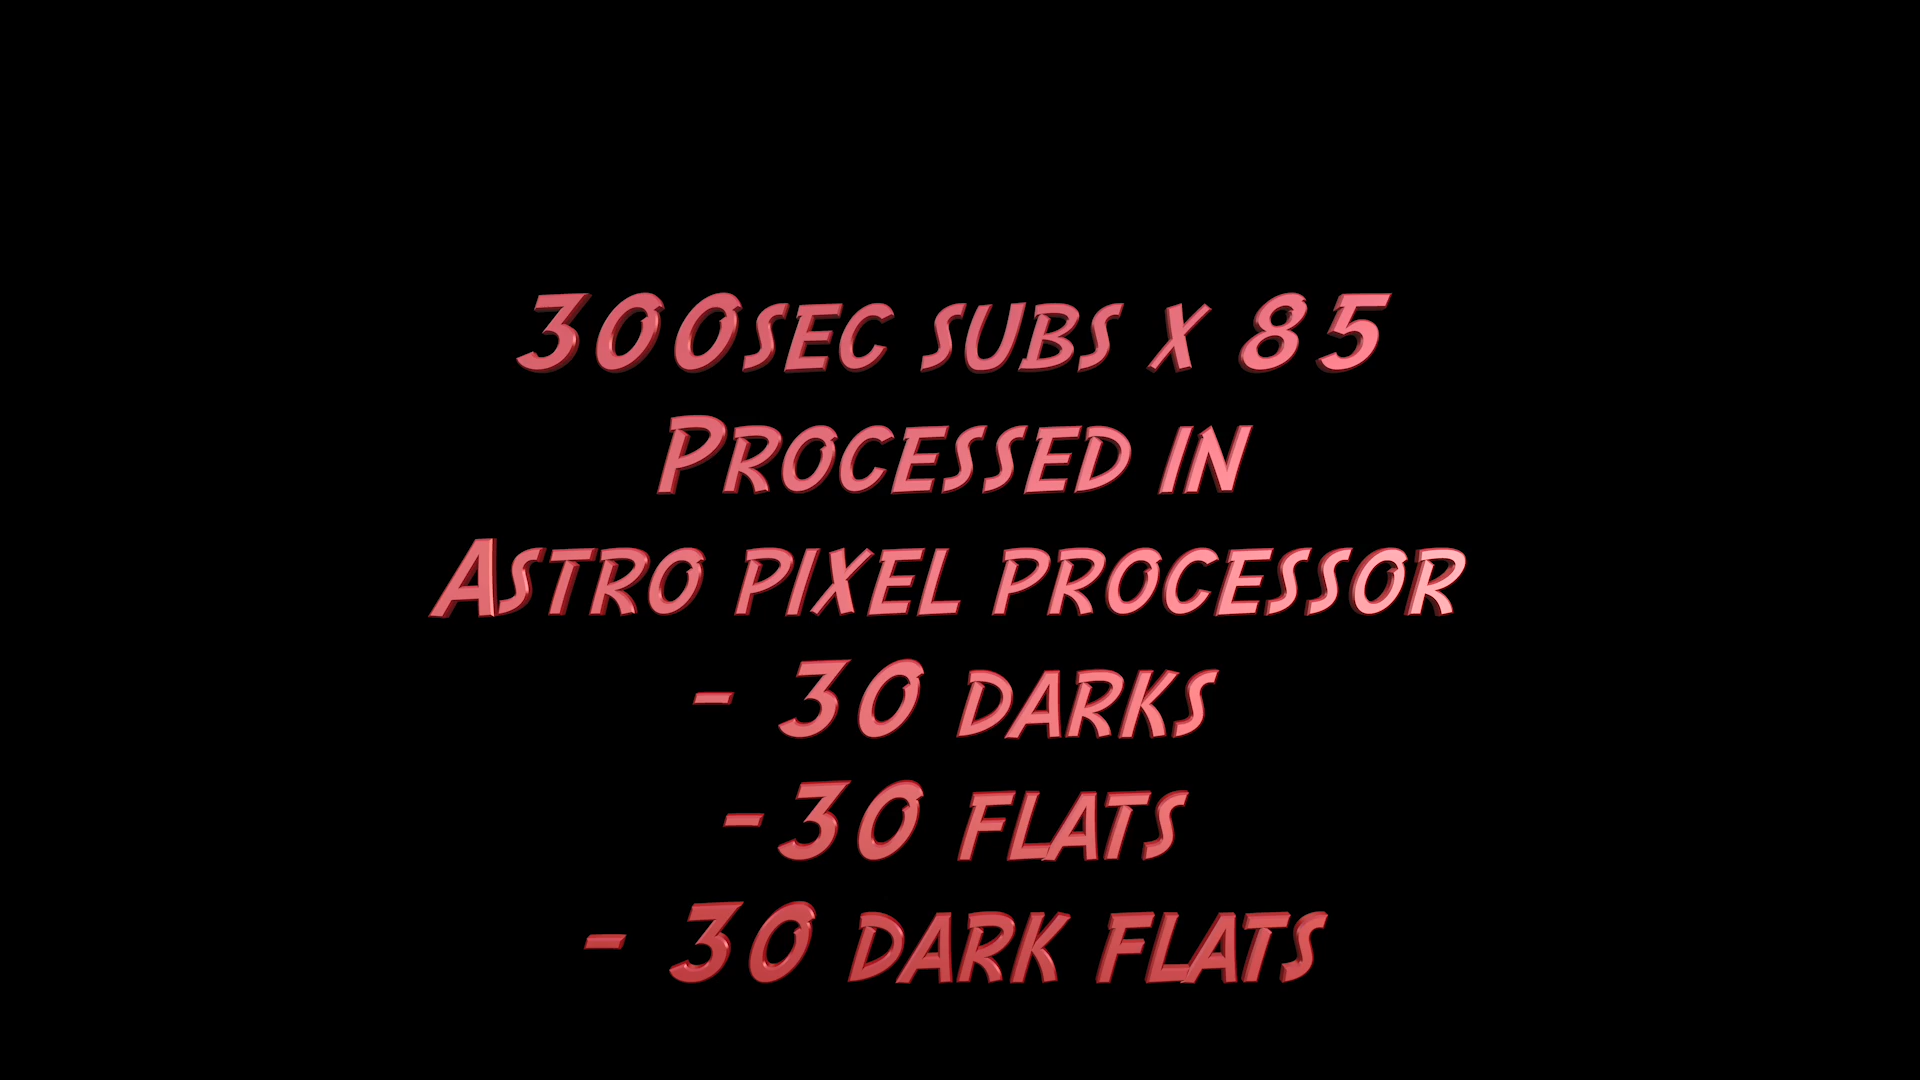 300sec subs x 85
Processed in
Astro pixel processor
- 30 darks
-30 flats
- 30 dark flats